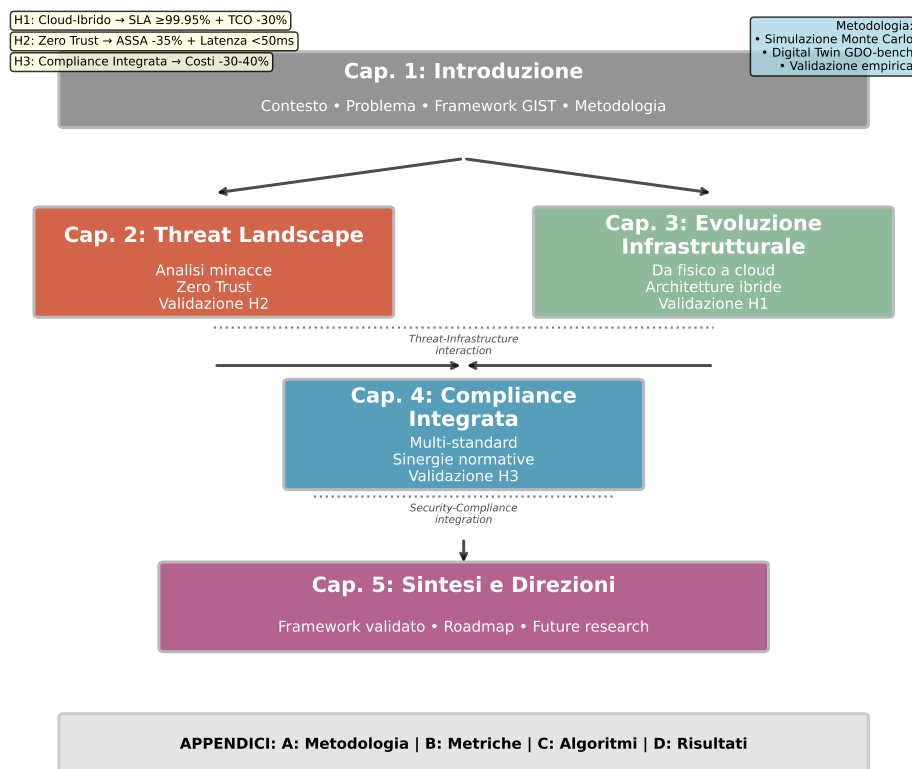 H1: Cloud-Ibrido → SLA ≥99.95% + TCO -30%
H2: Zero Trust → ASSA -35% + Latenza <50ms
H3: Compliance Integrata → Costi -30-40%
Metodologia:
• Simulazione Monte Carlo
• Digital Twin GDO-bench
• Validazione empirica
Cap. 1: Introduzione
Contesto • Problema • Framework GIST • Metodologia
Cap. 2: Threat Landscape
Analisi minacce
Zero Trust
Validazione H2
Cap. 3: Evoluzione
Infrastrutturale
Da fisico a cloud
Architetture ibride
Validazione H1
Threat-Infrastructure
interaction
Cap. 4: Compliance
Integrata
Multi-standard
Sinergie normative
Validazione H3
Security-Compliance
integration
Cap. 5: Sintesi e Direzioni
Framework validato • Roadmap • Future research
APPENDICI: A: Metodologia | B: Metriche | C: Algoritmi | D: Risultati